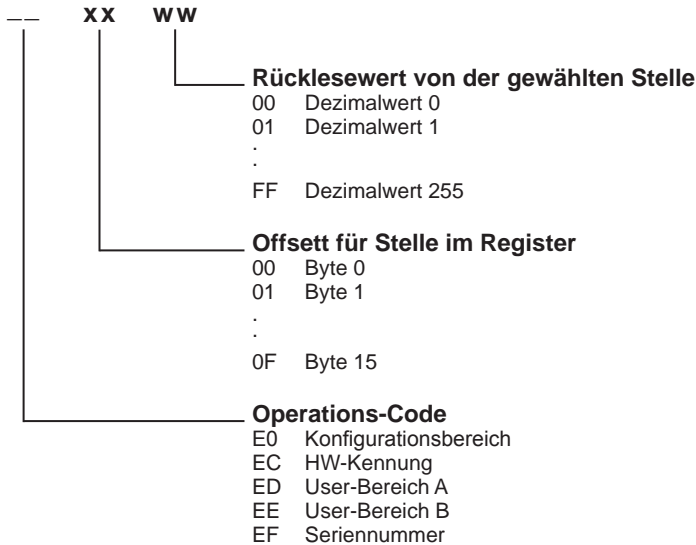 __ xx ww
Rücklesewert von der gewählten Stelle
00 Dezimalwert 0
01 Dezimalwert 1
.
.
FF Dezimalwert 255
Offsett für Stelle im Register
00 Byte 0
01 Byte 1
.
.
0F Byte 15
Operations-Code
E0 Konfigurationsbereich
EC HW-Kennung
ED User-Bereich A
EE User-Bereich B
EF Seriennummer